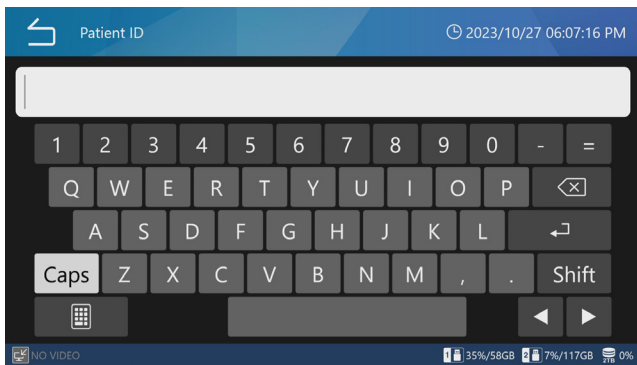 Patient ID 2023/10/27 06:07:16 PM
1 2 3 4 5 6 7 8 9 0 - =
Q W E R T Y U I O P
A S D F G H J K L
Caps Z X C V B N M , . Shift
NO VIDEO 1 35%/58GB 2 7%/117GB 2TB 0%